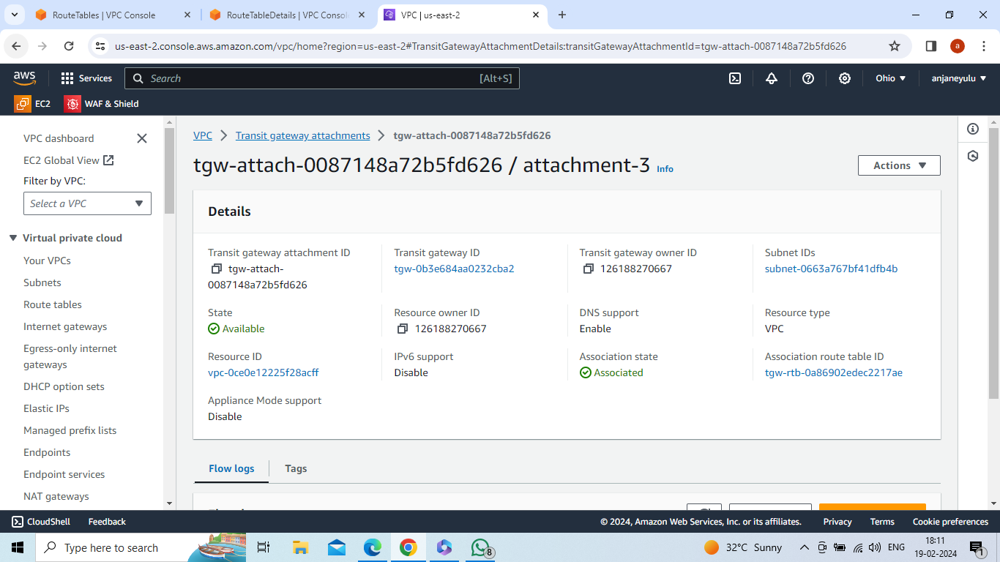 RouteTables | VPC Console
RouteTableDetails | VPC Conso
VPC | us-east-2
us-east-2.console.aws.amazon.com/vpc/home?region=us-east-2#TransitGatewayAttachmentDetails:transitGatewayAttachmentId=tgw-attach-0087148a72b5fd626
a
aws
Services
Search
[Alt+S]
Ohio
anjaneyulu
EC2
WAF & Shield
VPC dashboard
EC2 Global View
Filter by VPC:
Select a VPC
Virtual private cloud
Your VPCs
Subnets
Route tables
Internet gateways
Egress-only internet
gateways
DHCP option sets
Elastic IPs
Managed prefix lists
Endpoints
Endpoint services
NAT gateways
VPC
Transit gateway attachments
tgw-attach-0087148a72b5fd626
tgw-attach-0087148a72b5fd626 / attachment-3 Info
Actions
Details
Transit gateway attachment ID
tgw-attach-
0087148a72b5fd626
Transit gateway ID
tgw-0b3e684aa0232cba2
Transit gateway owner ID
126188270667
Subnet IDs
subnet-0663a767bf41dfb4b
State
Available
Resource owner ID
126188270667
DNS support
Enable
Resource type
VPC
Resource ID
vpc-0ce0e12225f28acff
IPv6 support
Disable
Association state
Associated
Association route table ID
tgw-rtb-0a86902edec2217ae
Appliance Mode support
Disable
Flow logs
Tags
CloudShell
Feedback
© 2024, Amazon Web Services, Inc. or its affiliates.
Privacy
Terms
Cookie preferences
Type here to search
8
32°C Sunny
ENG
18:11
19-02-2024
1